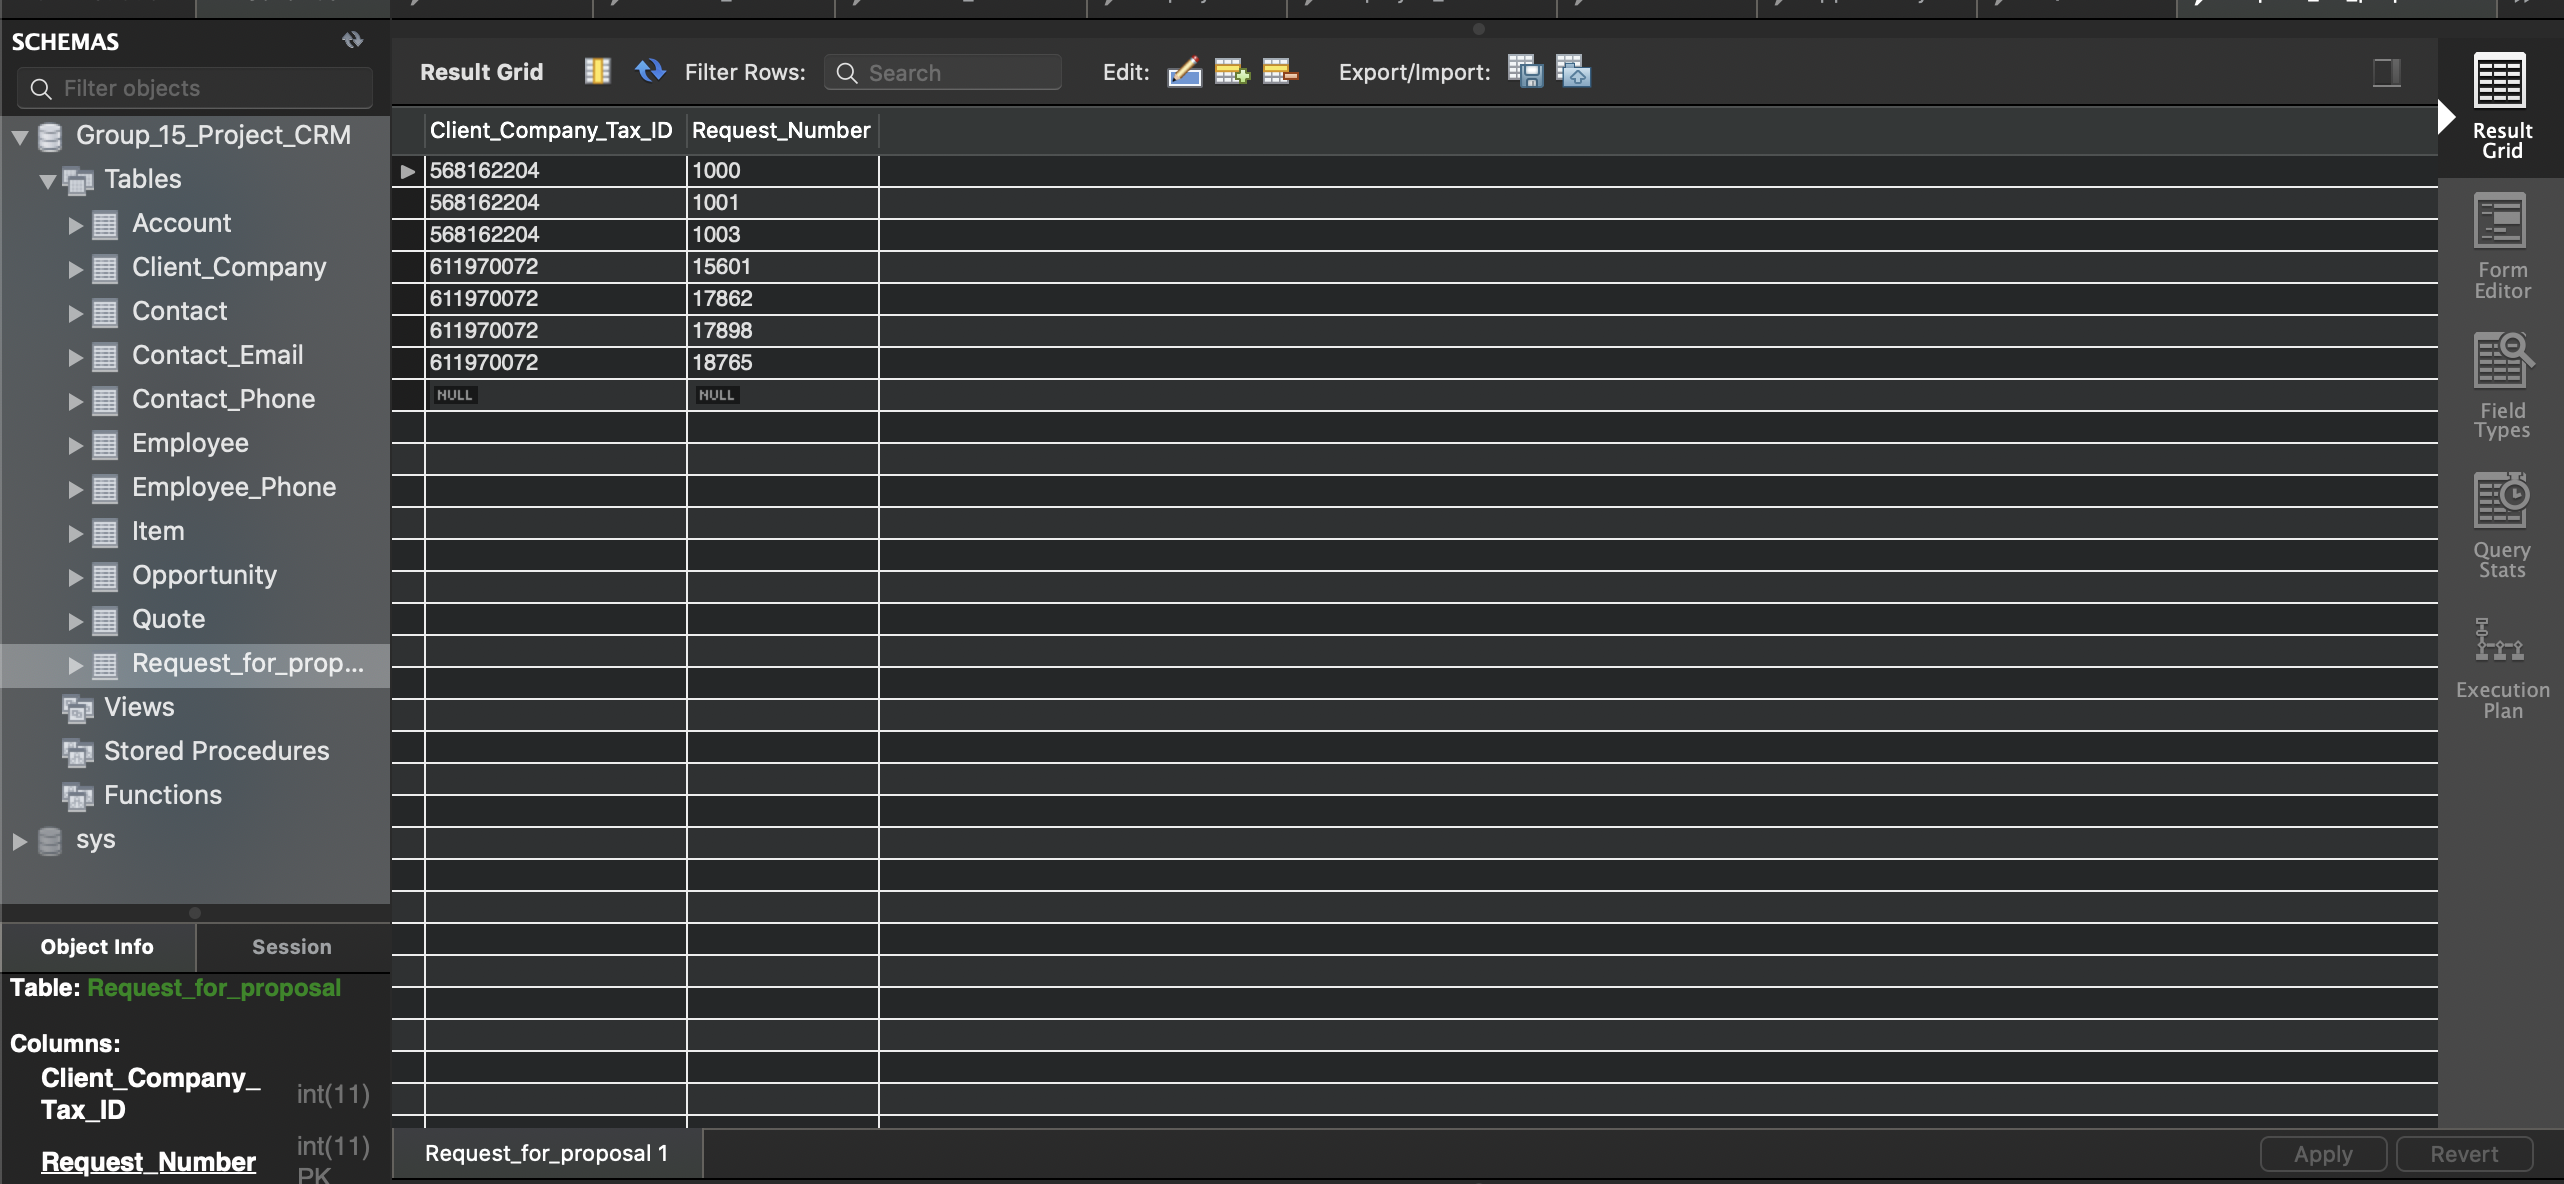 SCHEMAS
Filter objects
Group_15_Project_CRM
Tables
Account
Client_Company
Contact
Contact_Email
Contact_Phone
Employee
Employee_Phone
Item
Opportunity
Quote
Request_for_prop...
Views
Stored Procedures
Functions
sys
Object Info
Session
Table: Request_for_proposal
Columns:
Client_Company_
Tax_ID
int(11)
Request_Number
int(11)
PK
Result Grid
Filter Rows:
Search
Edit:
Export/Import:
Client_Company_Tax_ID Request_Number
568162204 1000
568162204 1001
568162204 1003
611970072 15601
611970072 17862
611970072 17898
611970072 18765
NULL NULL
Request_for_proposal 1
Apply
Revert
Result
Grid
Form
Editor
Field
Types
Query
Stats
Execution
Plan